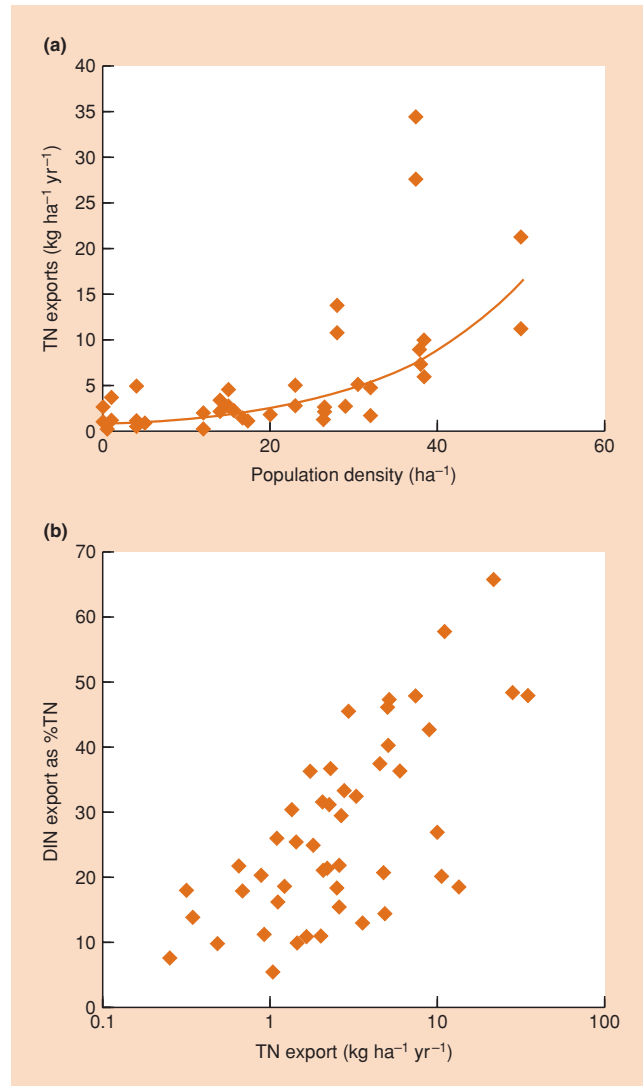 (a)
40
35
30
25
20
15
10
5
0
TN exports (kg ha⁻¹ yr⁻¹)
0 20 40 60
Population density (ha⁻¹)
(b)
70
60
50
40
30
20
10
0
DIN export as %TN
0.1 1 10 100
TN export (kg ha⁻¹ yr⁻¹)